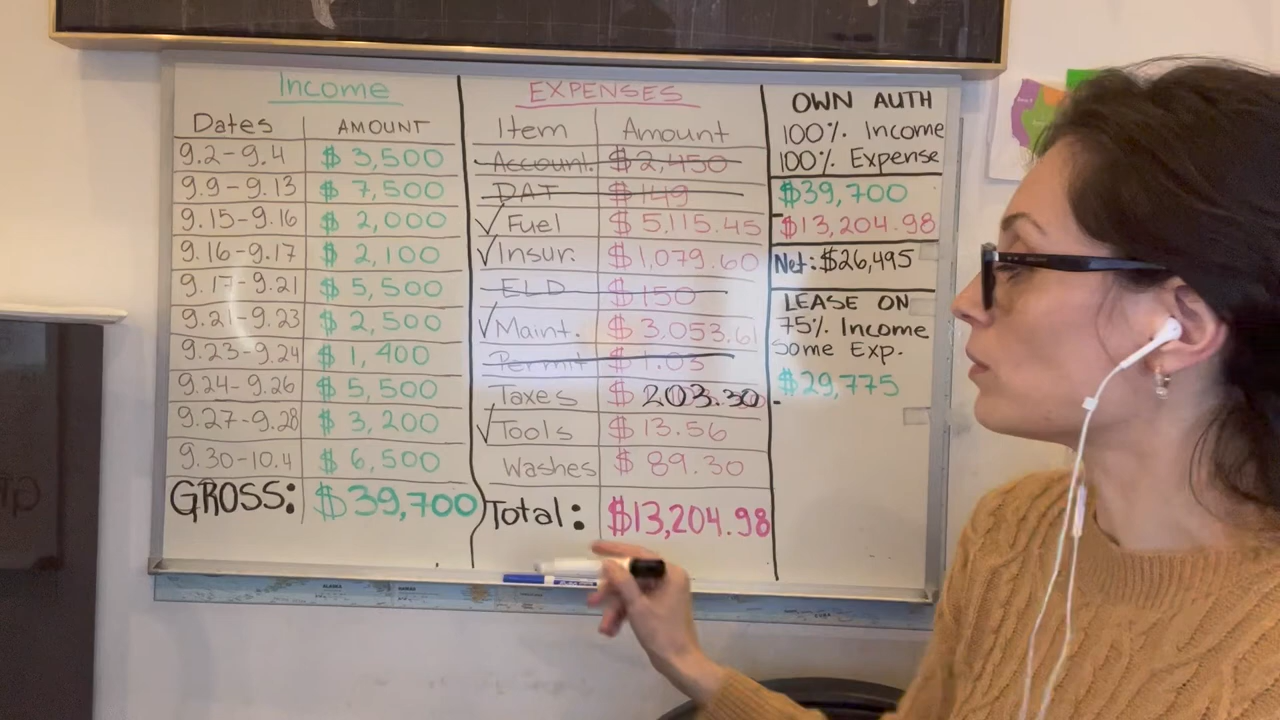 Income
Dates AMOUNT
9.2-9.4 $3,500
9.9-9.13 $7,500
9.15-9.16 $2,000
9.16-9.17 $2,100
9.17-9.21 $5,500
9.21-9.23 $2,500
9.23-9.24 $1,400
9.24-9.26 $5,500
9.27-9.28 $3,200
9.30-10.4 $6,500
GROSS: $39,700
EXPENSES
Item Amount
Account. $2,450
DAT $149
✓Fuel $5,115.45
✓Insur. $1,079.60
ELD $150
✓Maint. $3,053.61
Permit $1.03
Taxes $203.30
✓Tools $13.56
Washes $89.30
Total: $13,204.98
OWN AUTH
100% Income
100% Expense
$39,700
-$13,204.98
Net: $26,495
LEASE ON
75% Income
Some Exp.
$29,775
-
ALASKA